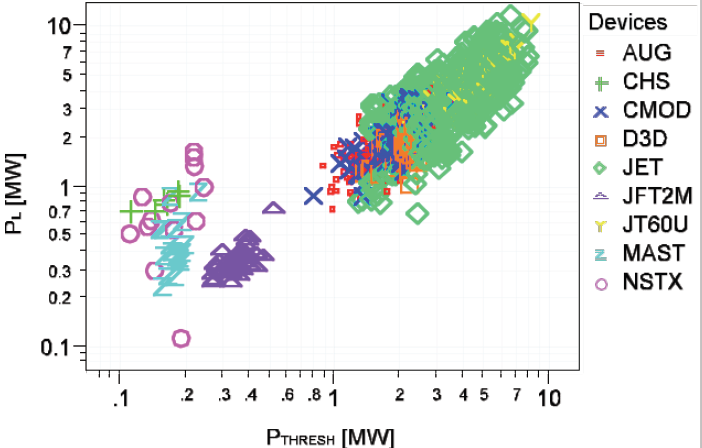 10
7
5
3
2
1
0.7
0.5
0.3
0.2
0.1
PL [MW]
.1 .2 .3 .4 .6 .8 1 2 3 4 5 7 10
PTHRESH [MW]
Devices
AUG
CHS
CMOD
D3D
JET
JFT2M
JT60U
MAST
NSTX